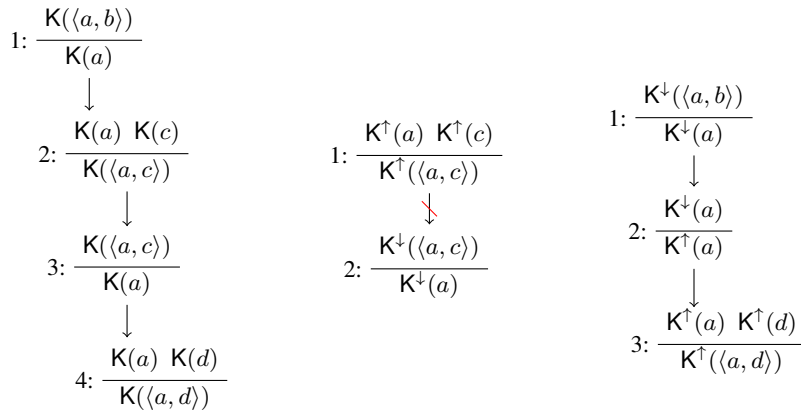 1: K(⟨a, b⟩)
K(a)
2: K(a) K(c)
K(⟨a, c⟩)
3: K(⟨a, c⟩)
K(a)
4: K(a) K(d)
K(⟨a, d⟩)
1: K↑(a) K↑(c)
K↑(⟨a, c⟩)
2: K↓(⟨a, c⟩)
K↓(a)
1: K↓(⟨a, b⟩)
K↓(a)
2: K↓(a)
K↑(a)
3: K↑(a) K↑(d)
K↑(⟨a, d⟩)